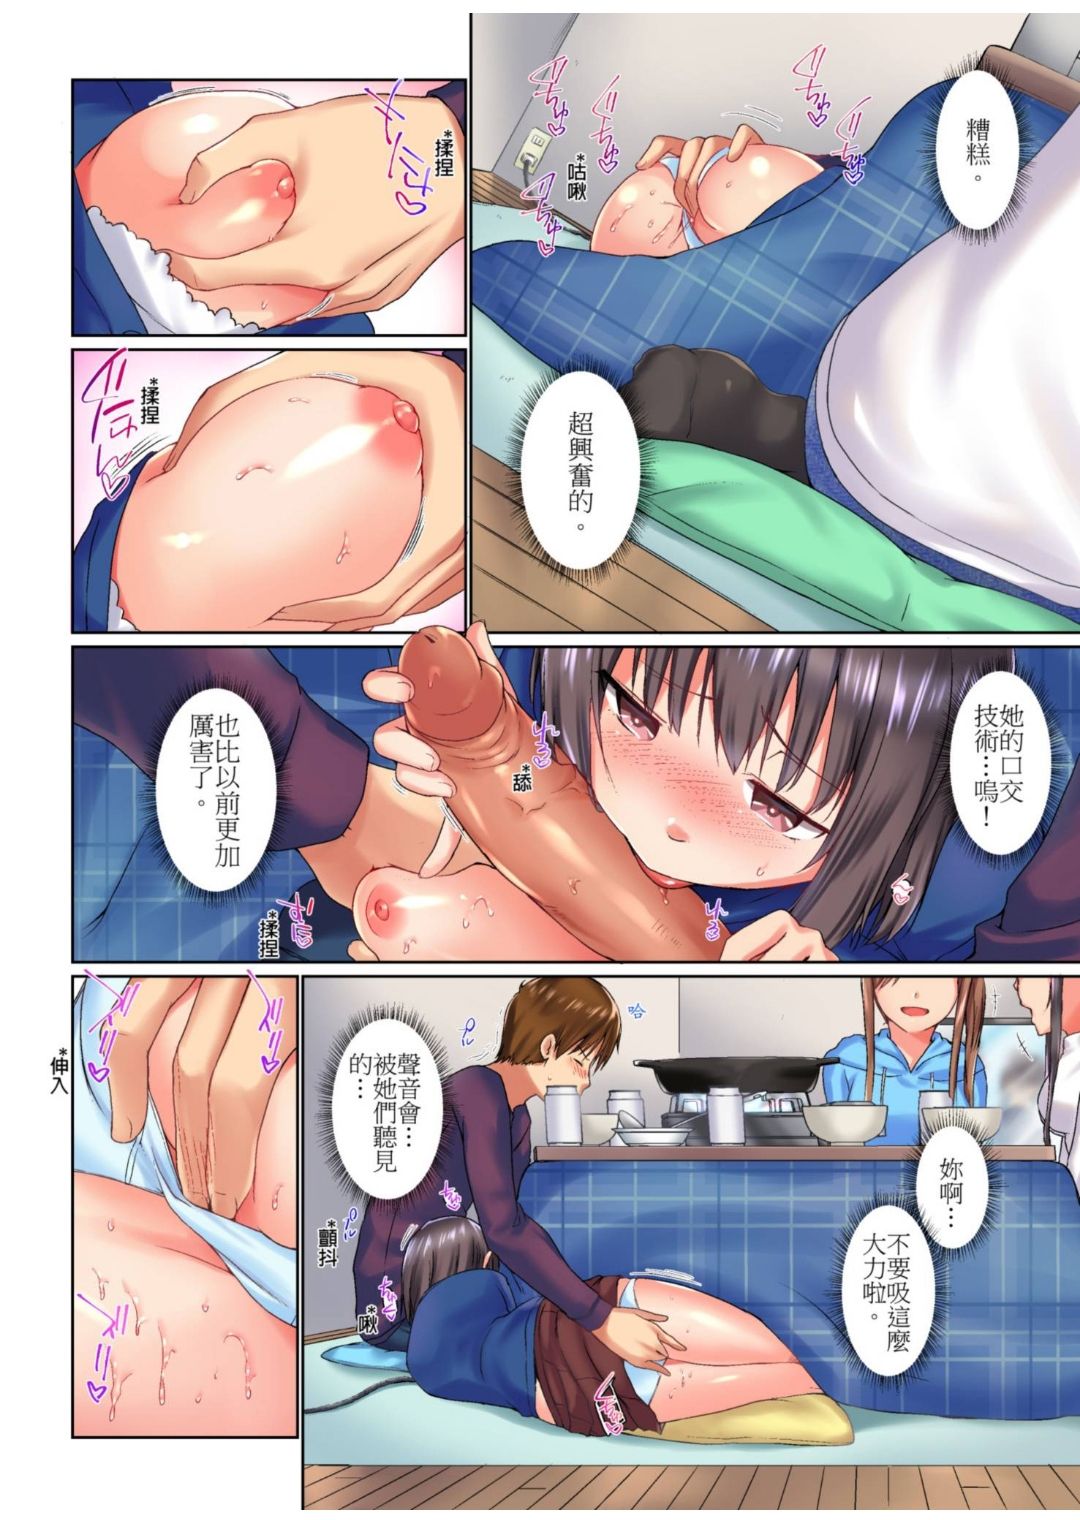 糟糕。
超興奮的。
*咕啾
*揉捏
*揉捏
她的口交
技術…嗚!
*舔
也比以前更加
厲害了。
*揉捏
哈
妳啊…
不要吸這麼
大力啦。
聲音會…
被她們聽見
的…
*顫抖
*啾
*伸入